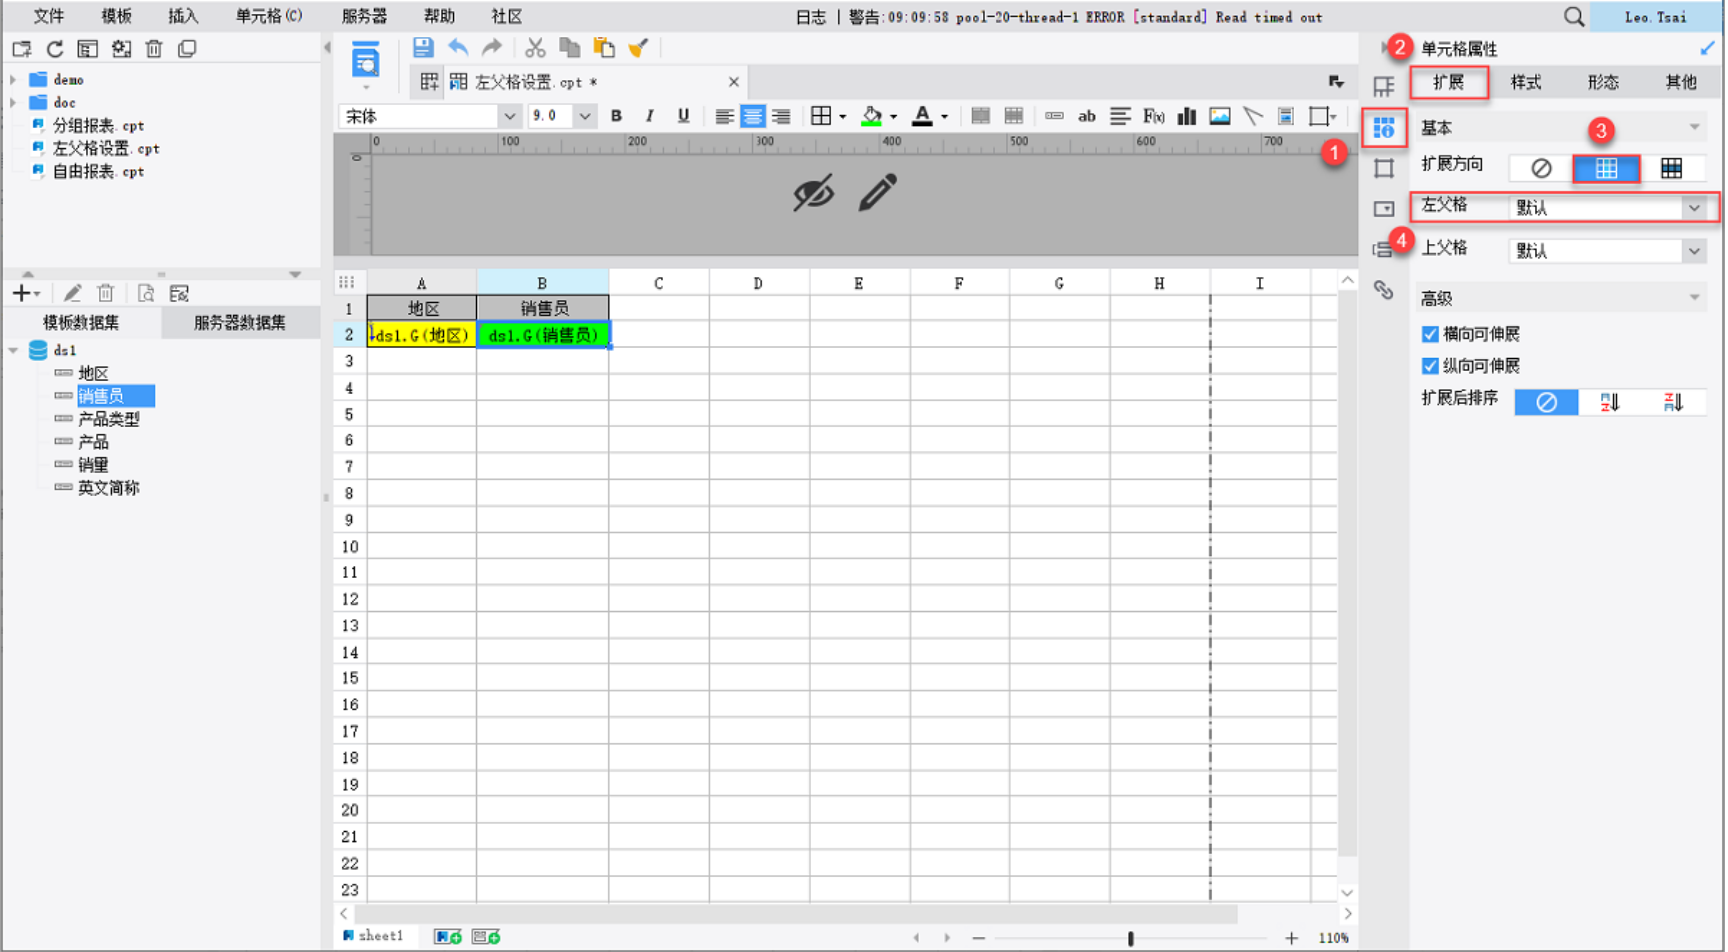 文件 模板 插入 单元格(C) 服务器 帮助 社区 日志 | 警告:09:09:58 pool-20-thread-1 ERROR [standard] Read timed out Leo.Tsai
demo
doc
分组报表.cpt
左父格设置.cpt
自由报表.cpt
模板数据集 服务器数据集
ds1
地区
销售员
产品类型
产品
销量
英文简称
左父格设置.cpt *
宋体 9.0 B I U ab F(x)
0 100 200 300 400 500 600 700
0
A B C D E F G H I
1 地区 销售员
2 ds1.G(地区) ds1.G(销售员)
3
4
5
6
7
8
9
10
11
12
13
14
15
16
17
18
19
20
21
22
23
sheet1
110%
1
2 单元格属性
扩展 样式 形态 其他
基本
3
扩展方向
左父格 默认
4
上父格 默认
高级
横向可伸展
纵向可伸展
扩展后排序